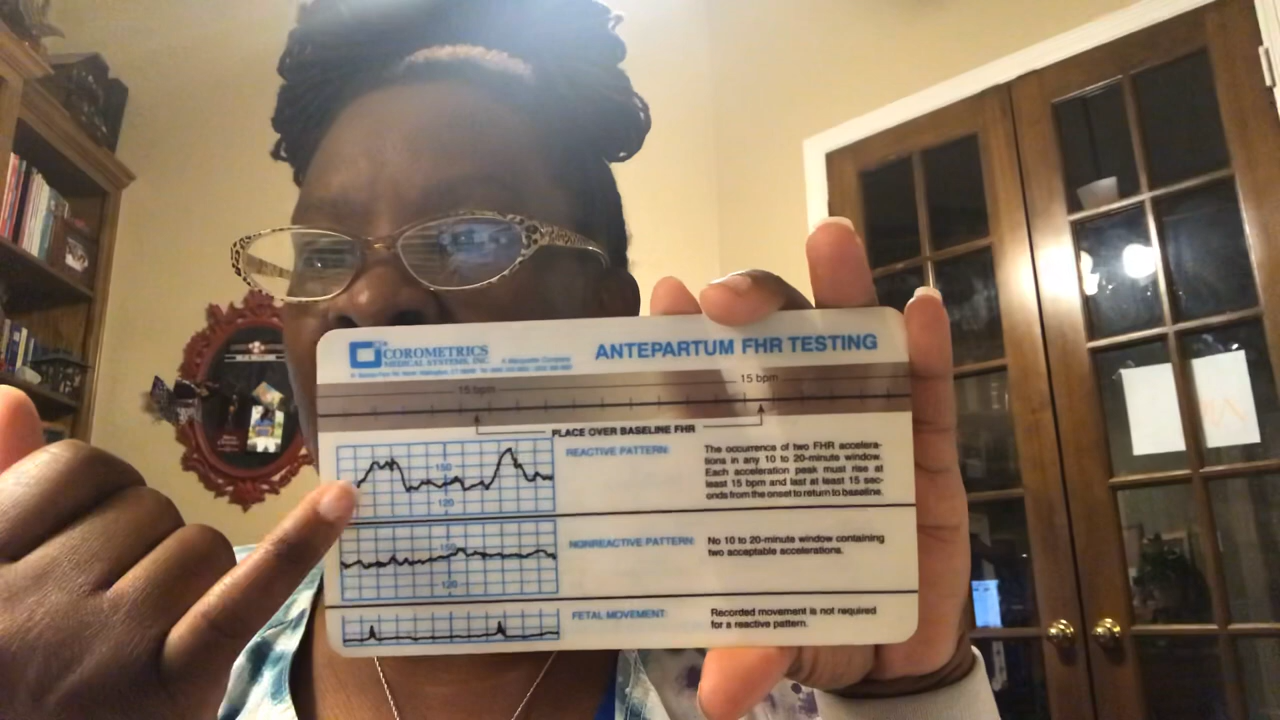 COROMETRICS
MEDICAL SYSTEMS, INC.
ANTEPARTUM FHR TESTING
15 bpm
15 bpm
PLACE OVER BASELINE FHR
150
120
REACTIVE PATTERN:
The occurrence of two FHR accelera-
tions in any 10 to 20-minute window.
Each acceleration peak must rise at
least 15 bpm and last at least 15 sec-
onds from the onset to return to baseline.
150
120
NONREACTIVE PATTERN:
No 10 to 20-minute window containing
two acceptable accelerations.
FETAL MOVEMENT:
Recorded movement is not required
for a reactive pattern.